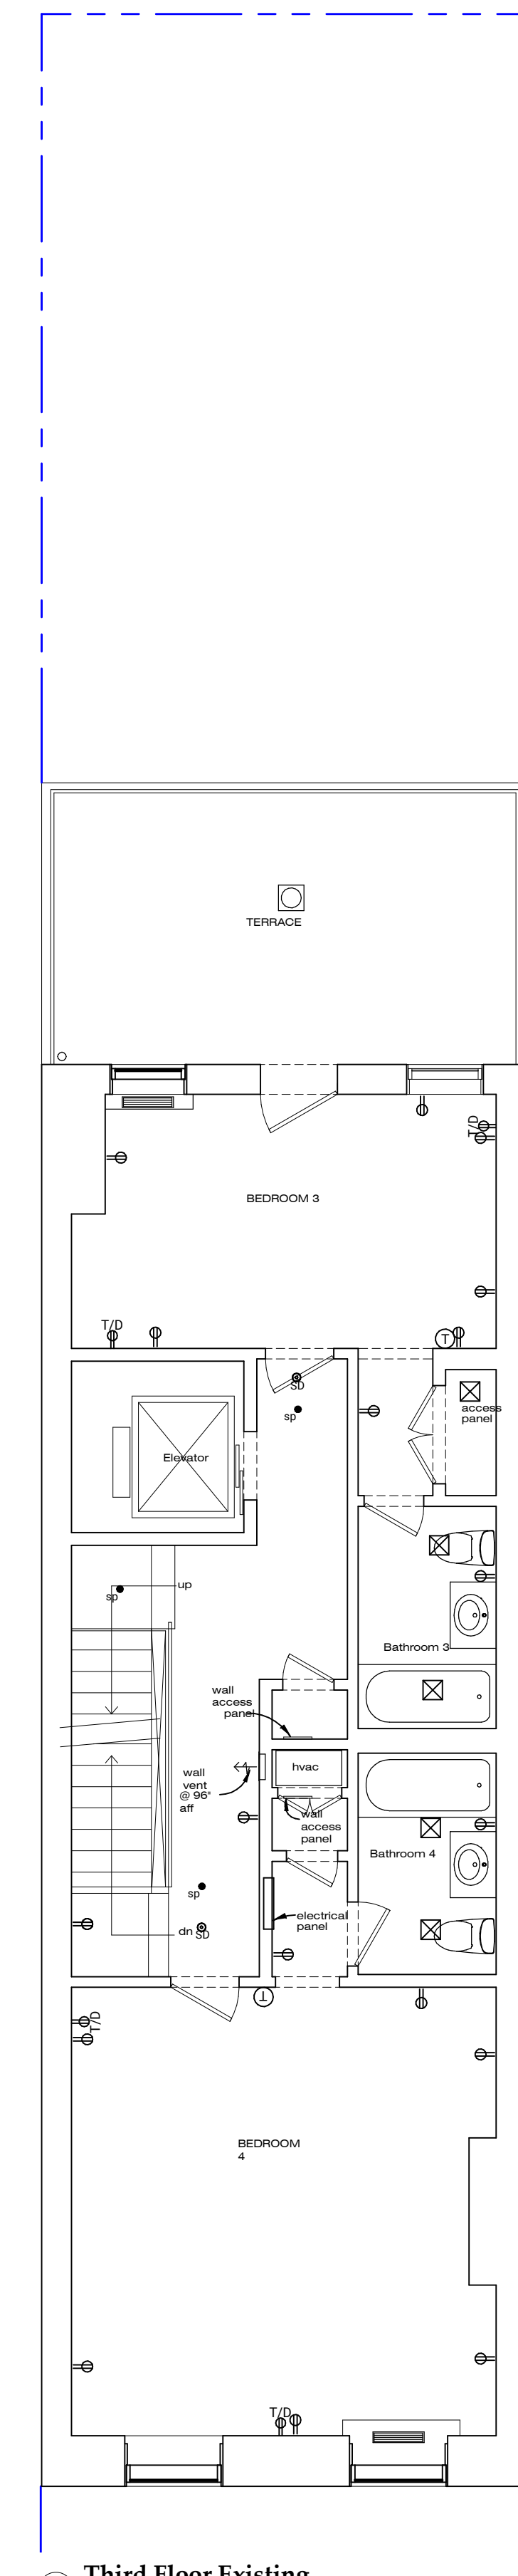 TERRACE
T/D
BEDROOM 3
T/D
T
SD
sp
access
panel
Elevator
up
sp
Bathroom 3
wall
access
panel
wall
vent
@ 96"
aff
hvac
wall
access
panel
Bathroom 4
sp
electrical
panel
dn
SD
T
T/D
BEDROOM
4
T/D
Third Floor Existing